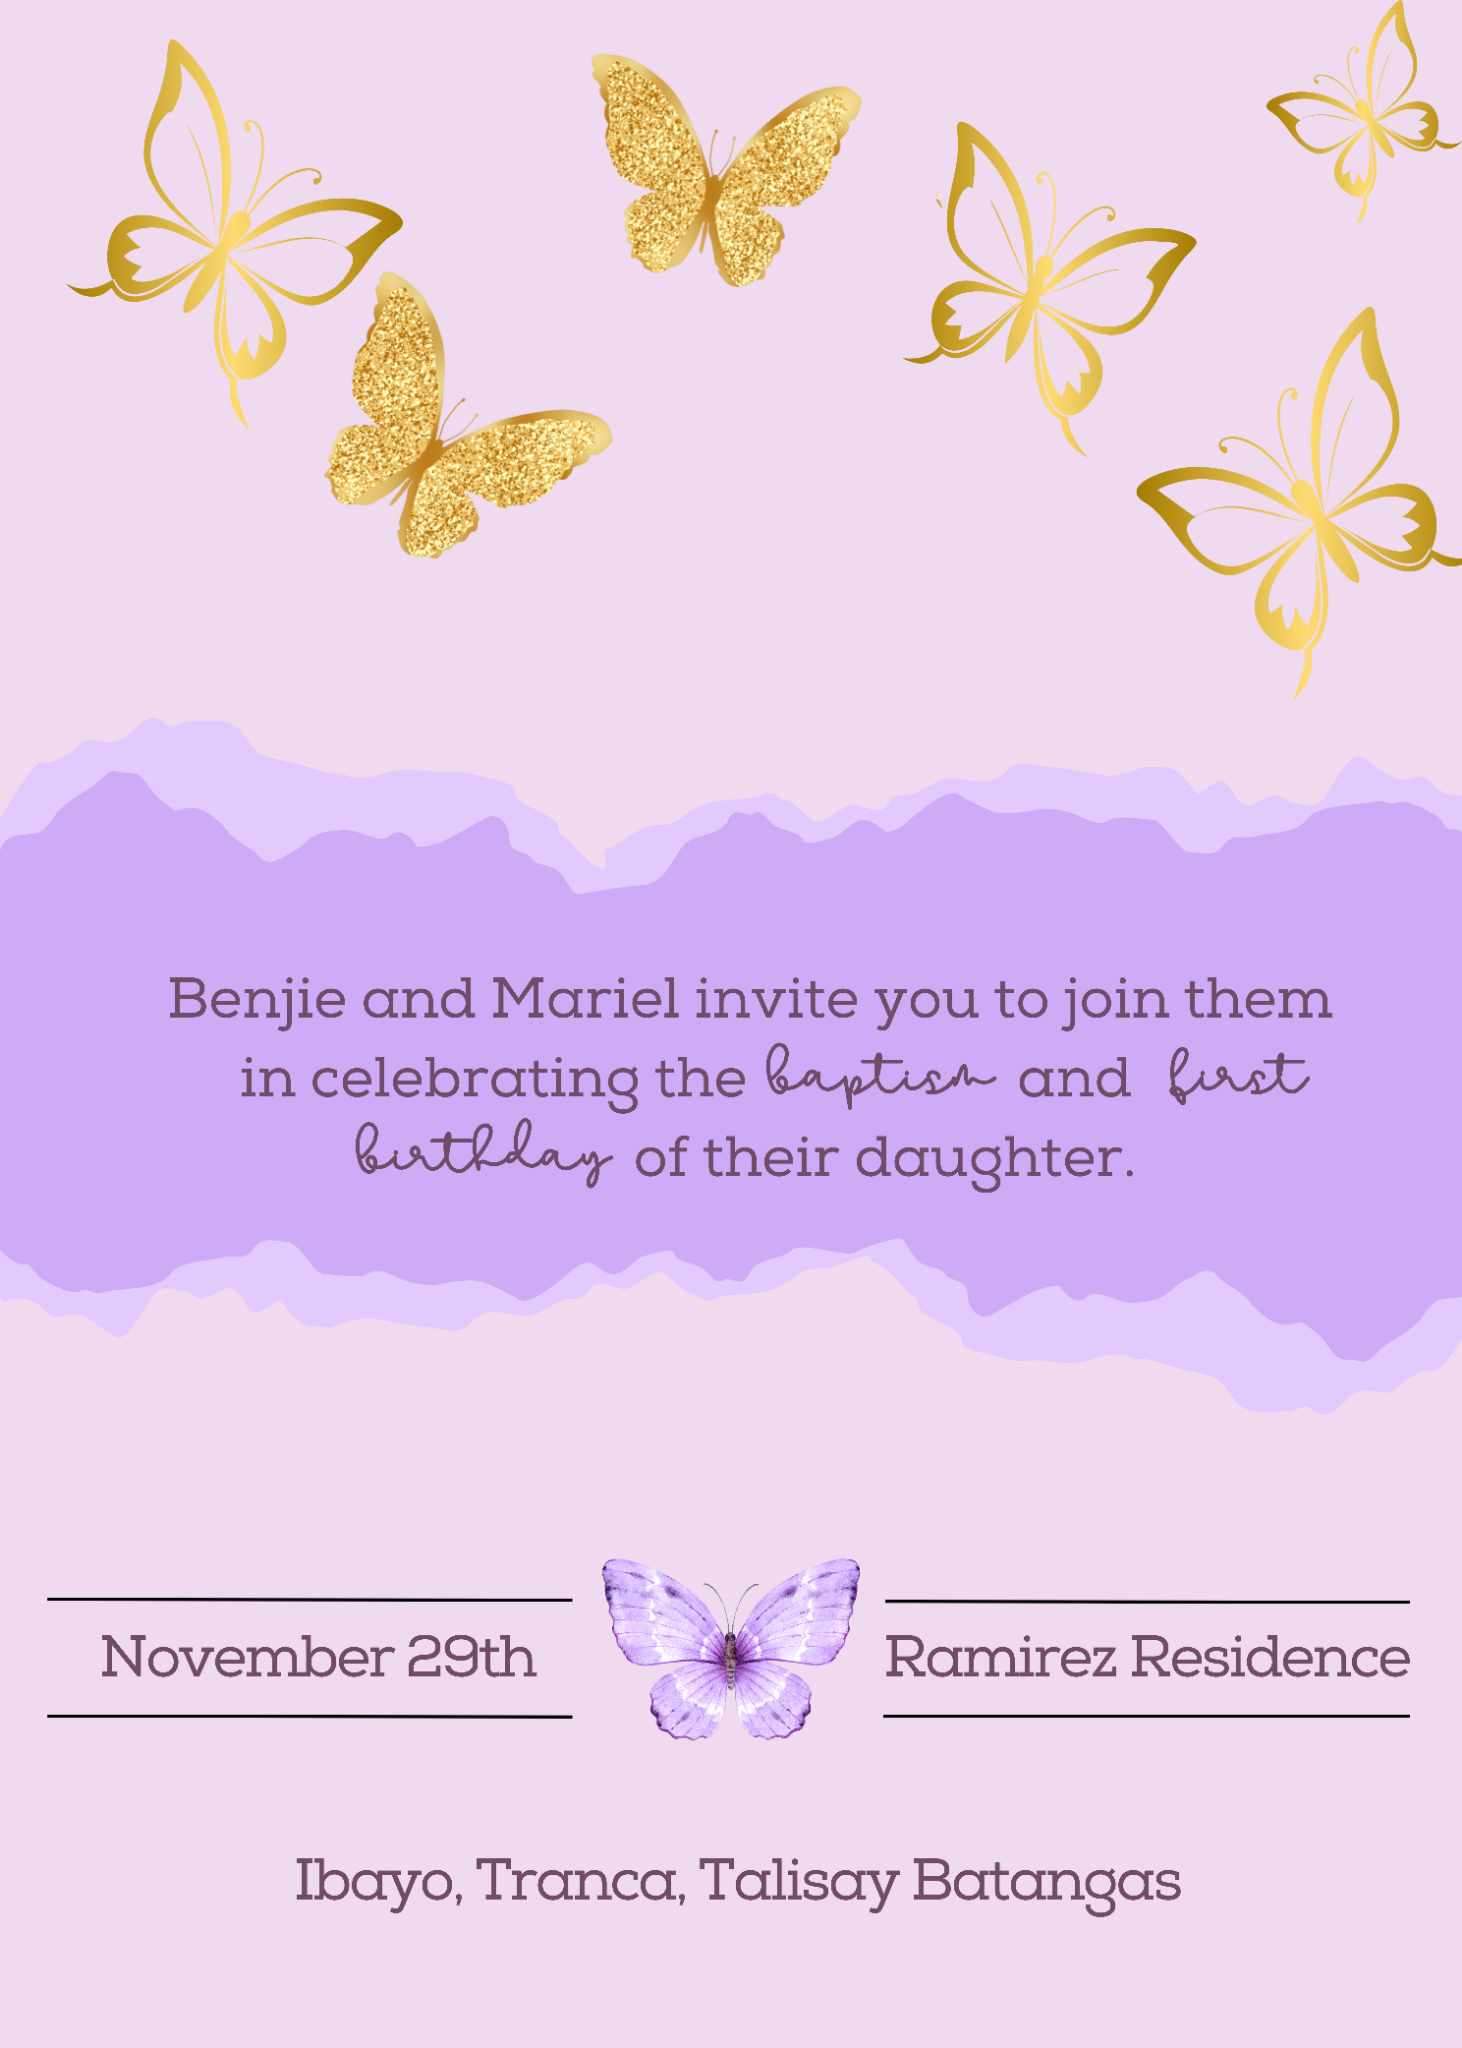 Benjie and Mariel invite you to join them
in celebrating the baptism and first
birthday of their daughter.
November 29th
Ramirez Residence
Ibayo, Tranca, Talisay Batangas